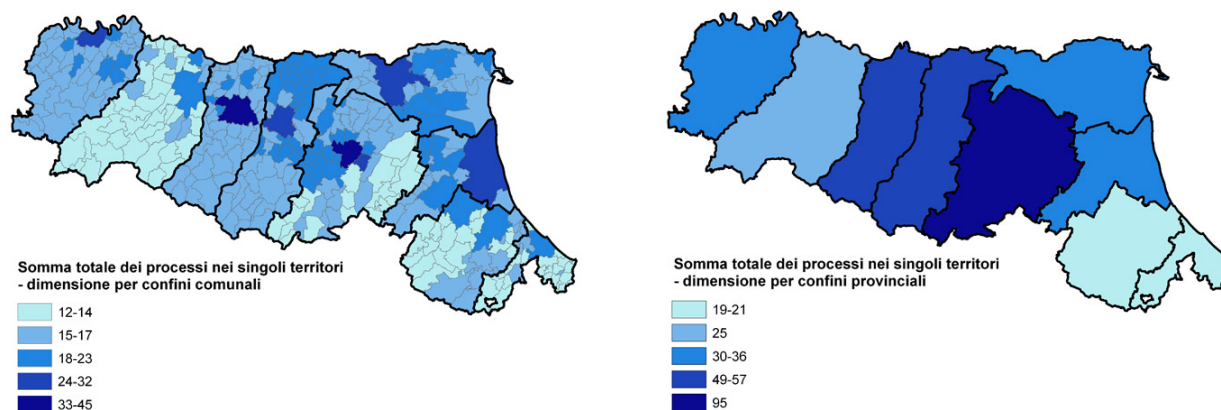 Somma totale dei processi nei singoli territori
- dimensione per confini comunali
12-14
15-17
18-23
24-32
33-45
Somma totale dei processi nei singoli territori
- dimensione per confini provinciali
19-21
25
30-36
49-57
95